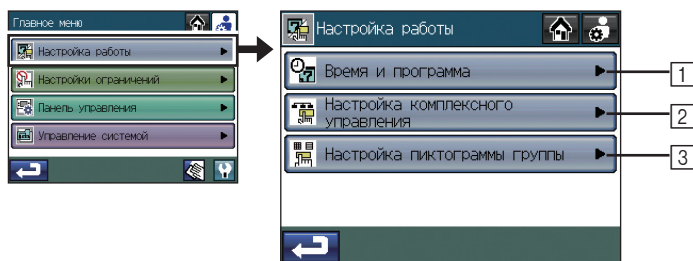 Главное меню
Настройка работы
Настройки ограничений
Панель управления
Управление системой
Настройка работы
Время и программа
Настройка комплексного
управления
Настройка пиктограммы группы
1
2
3